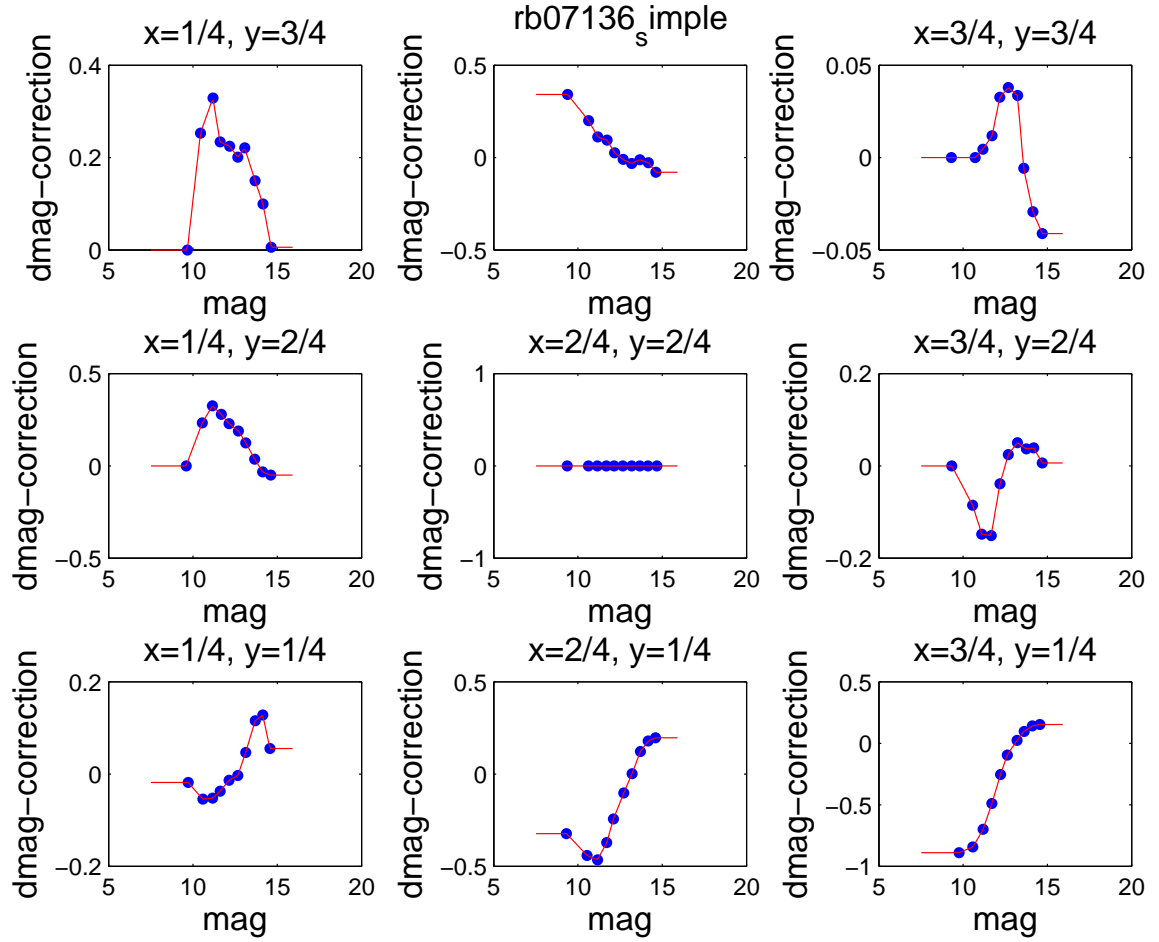 x=1/4, y=3/4
rb07136simple
x=3/4, y=3/4
dmag−correction
0.4
0.2
0
5 10 15 20
mag
dmag−correction
0.5
0
−0.5
5 10 15 20
mag
dmag−correction
0.05
0
−0.05
5 10 15 20
mag
x=1/4, y=2/4
x=2/4, y=2/4
x=3/4, y=2/4
dmag−correction
0.5
0
−0.5
5 10 15 20
mag
dmag−correction
1
0
−1
5 10 15 20
mag
dmag−correction
0.2
0
−0.2
5 10 15 20
mag
x=1/4, y=1/4
x=2/4, y=1/4
x=3/4, y=1/4
dmag−correction
0.2
0
−0.2
5 10 15 20
mag
dmag−correction
0.5
0
−0.5
5 10 15 20
mag
dmag−correction
0.5
0
−0.5
−1
5 10 15 20
mag